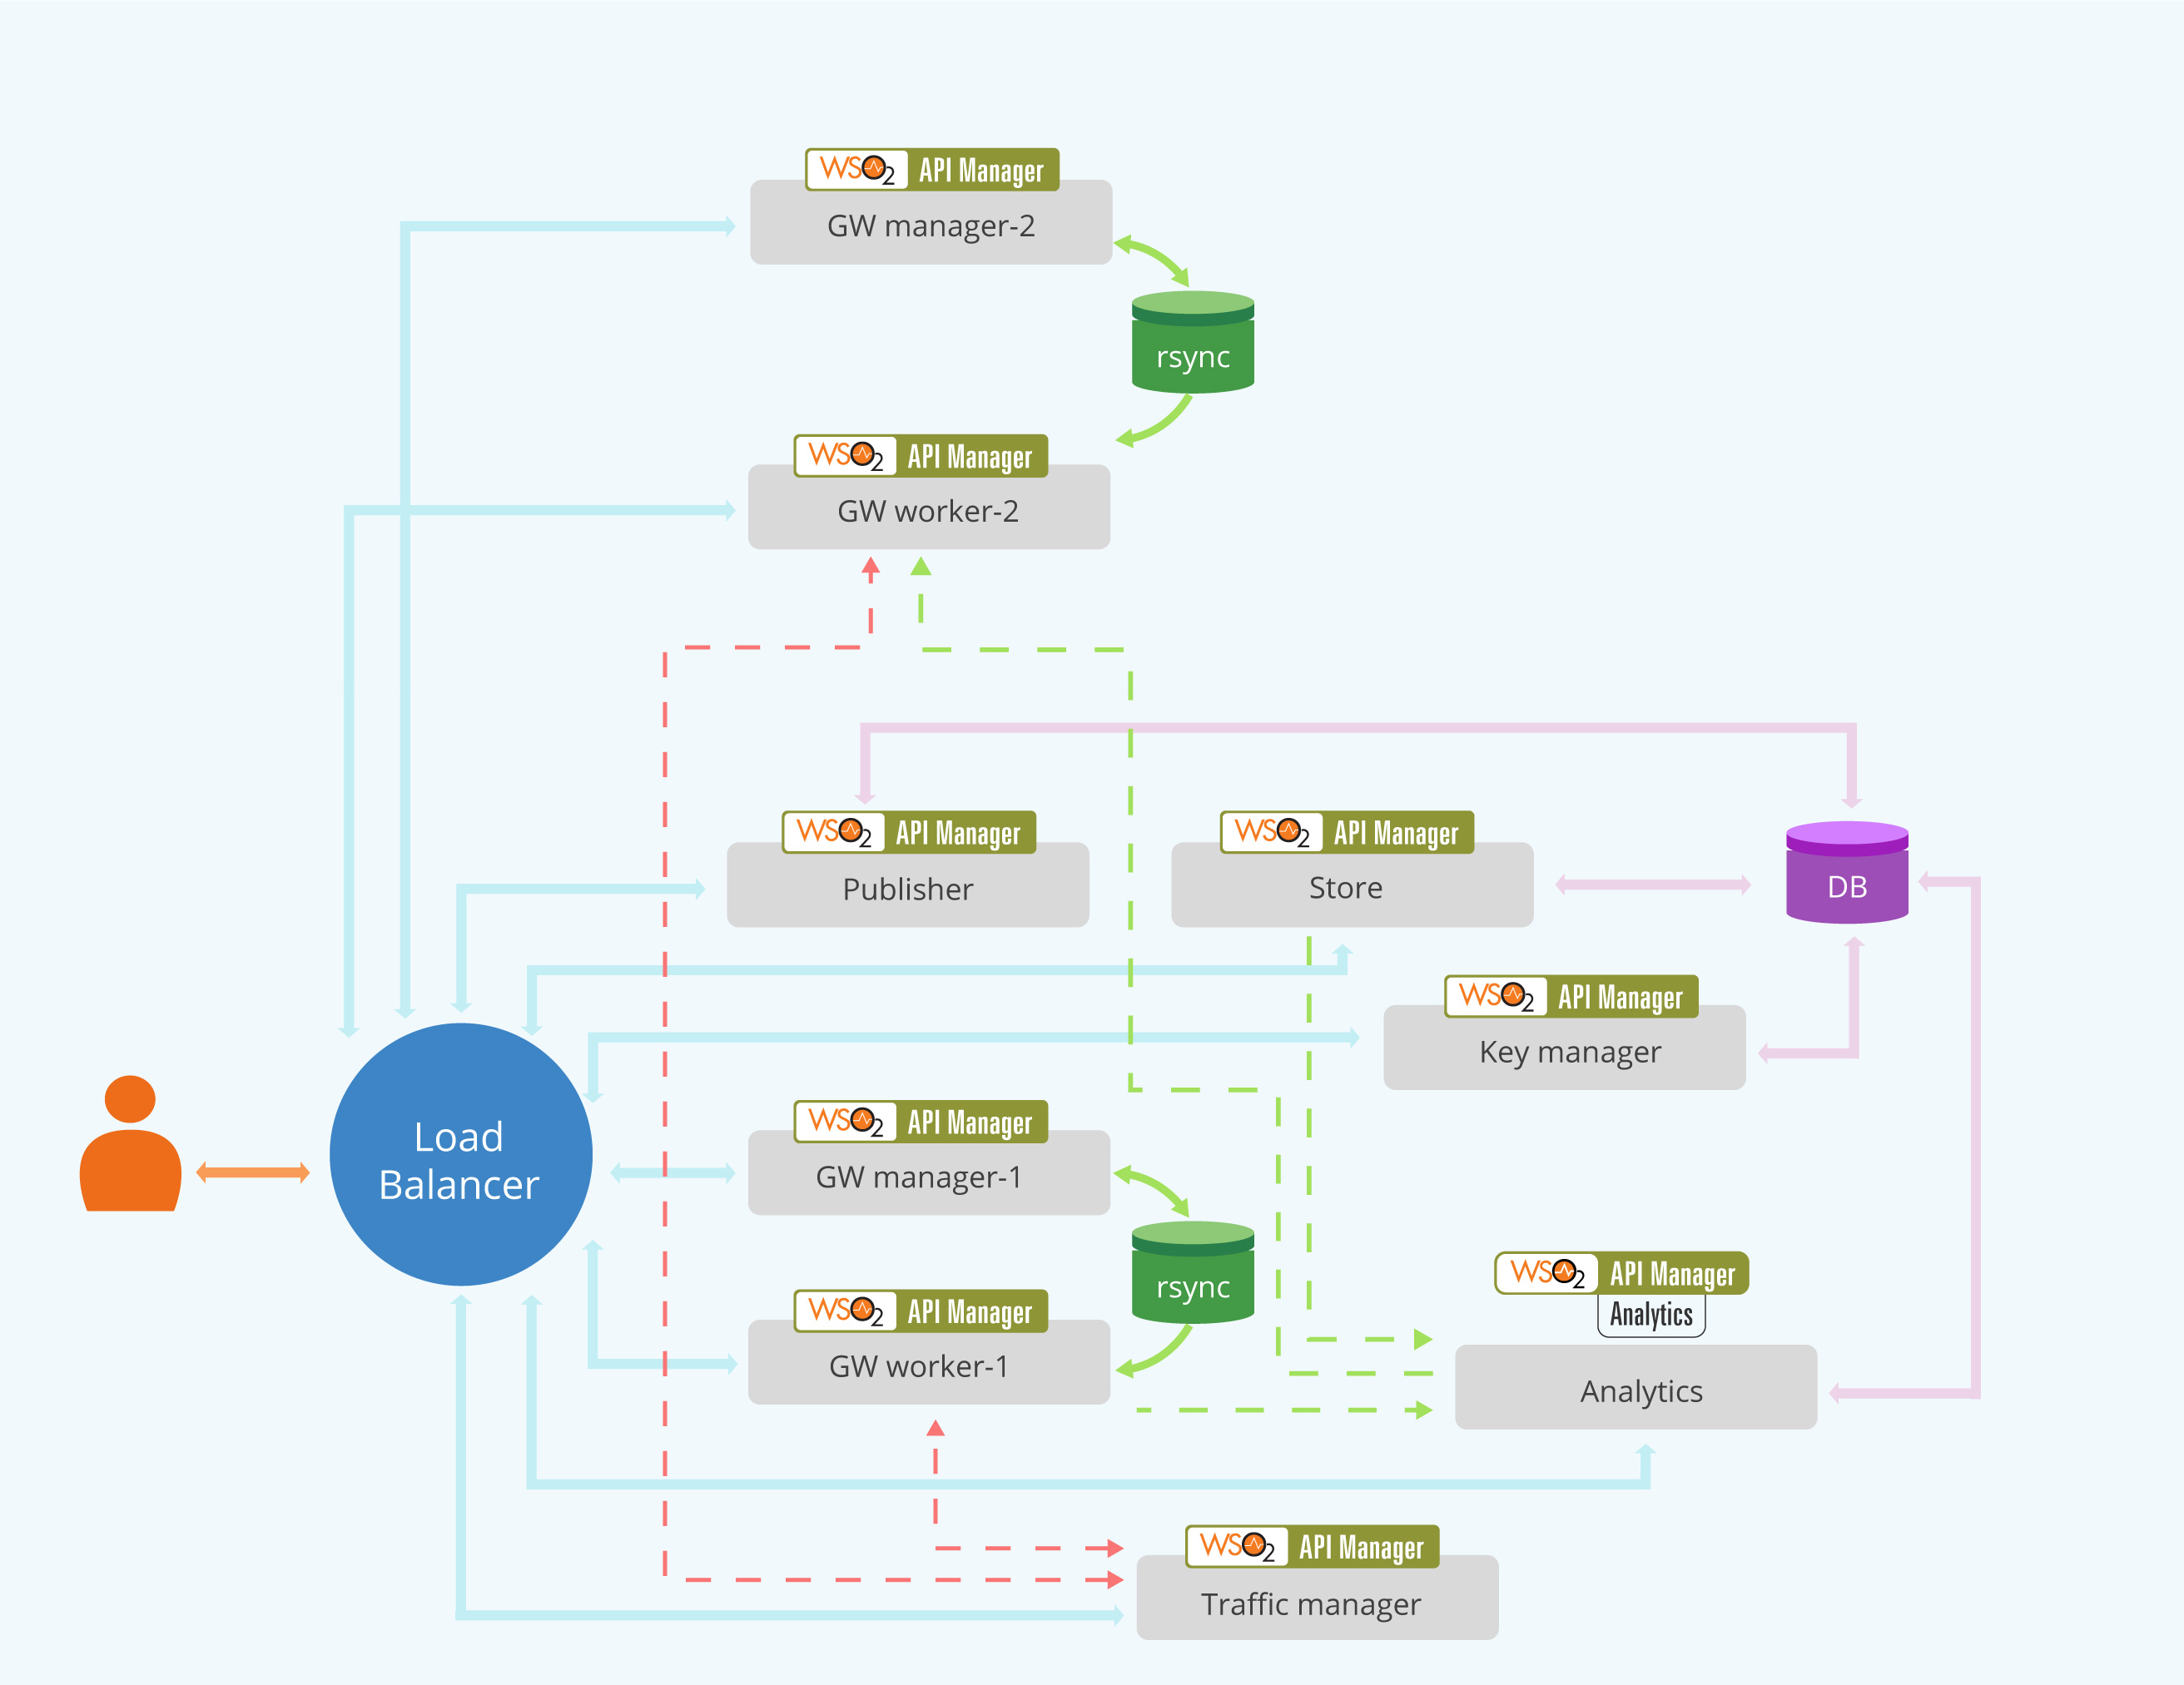 WSO2 API Manager
GW manager-2
rsync
WSO2 API Manager
GW worker-2
WSO2 API Manager
Publisher
WSO2 API Manager
Store
DB
WSO2 API Manager
Key manager
Load
Balancer
WSO2 API Manager
GW manager-1
rsync
WSO2 API Manager
Analytics
Analytics
WSO2 API Manager
GW worker-1
WSO2 API Manager
Traffic manager